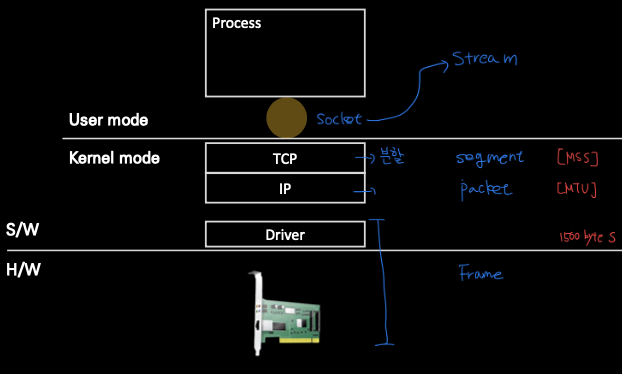 Process
Stream
User mode
Socket
Kernel mode
TCP
분할
segment
[MSS]
IP
packet
[MTU]
S/W
Driver
1500 byte s
H/W
Frame